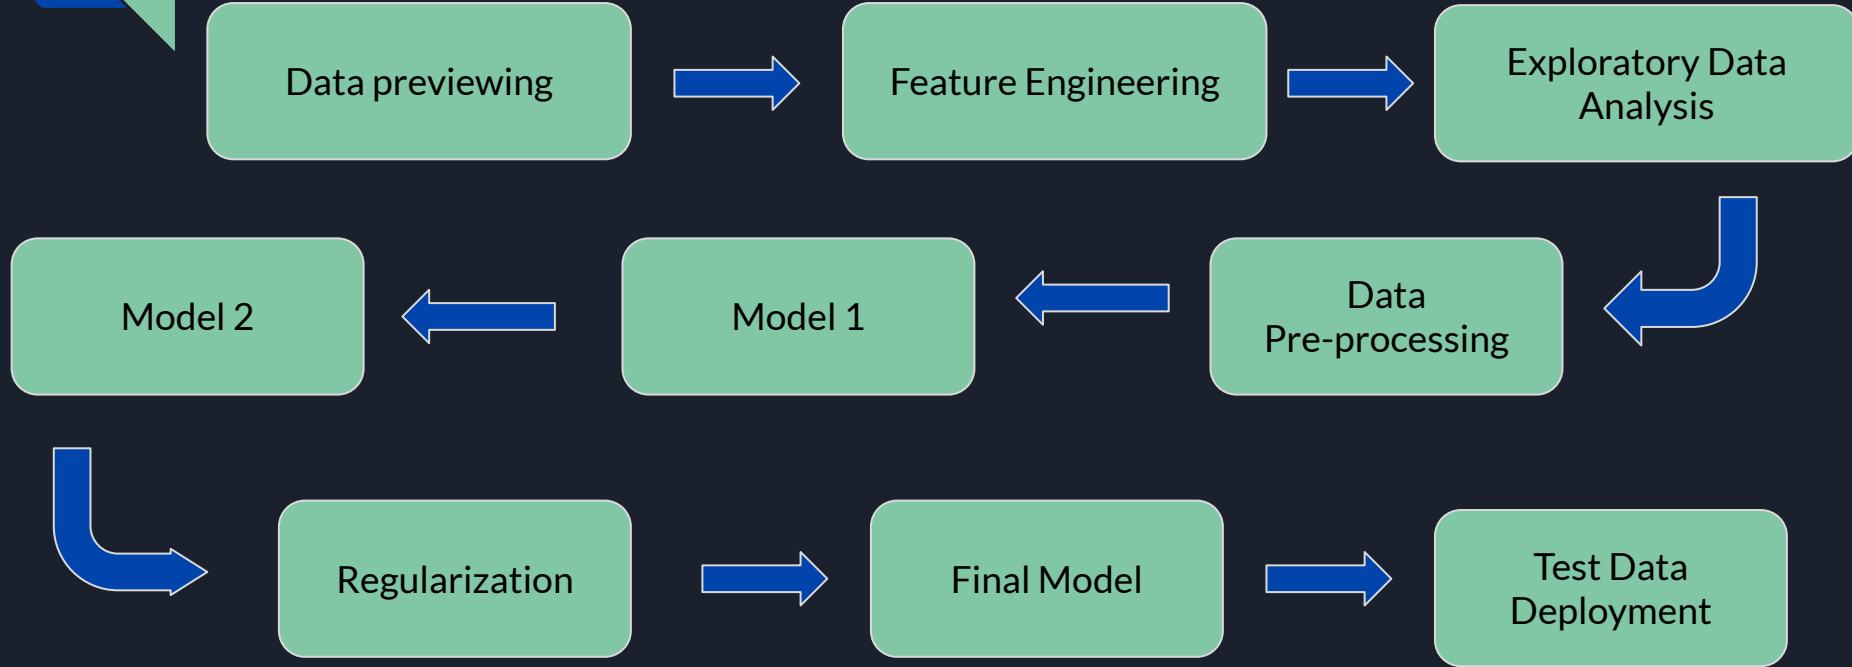 Data previewing
Feature Engineering
Exploratory Data
Analysis
Data
Pre-processing
Model 1
Model 2
Regularization
Final Model
Test Data
Deployment